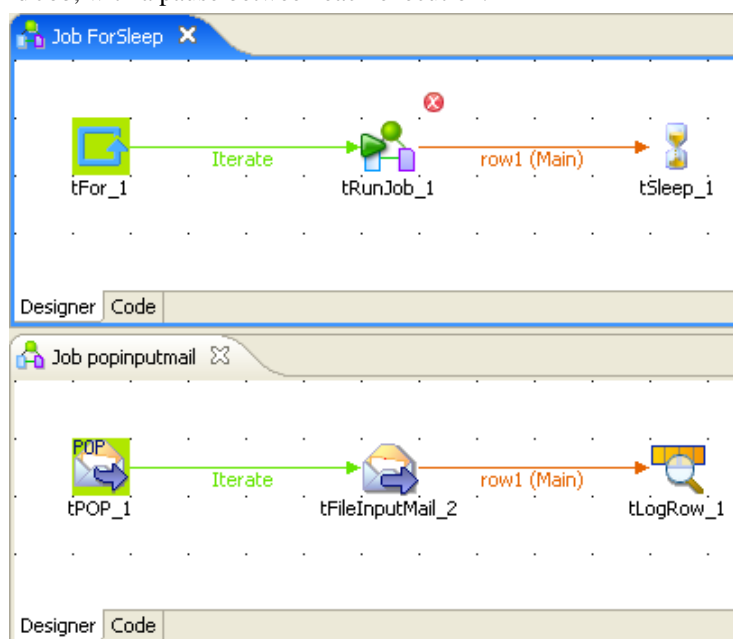 Job ForSleep
Iterate
row1 (Main)
tFor_1
tRunJob_1
tSleep_1
Designer Code
Job popinputmail
POP
Iterate
row1 (Main)
tPOP_1
tFileInputMail_2
tLogRow_1
Designer Code